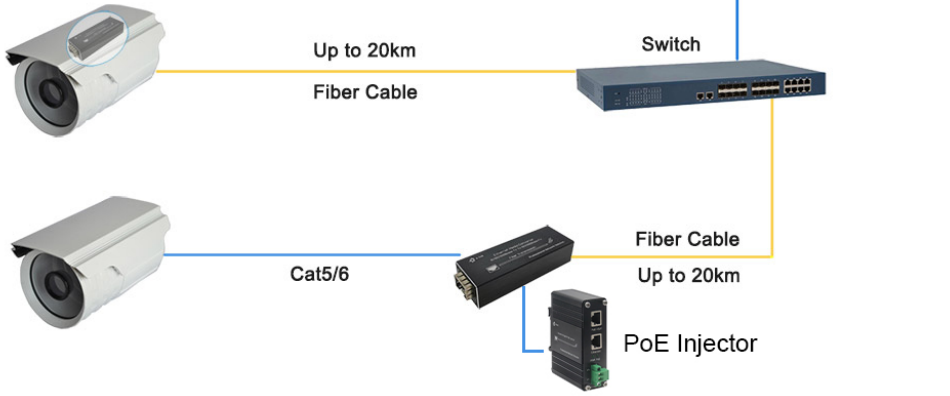 Up to 20km
Switch
Fiber Cable
Fiber Cable
Cat5/6
Up to 20km
PoE Injector